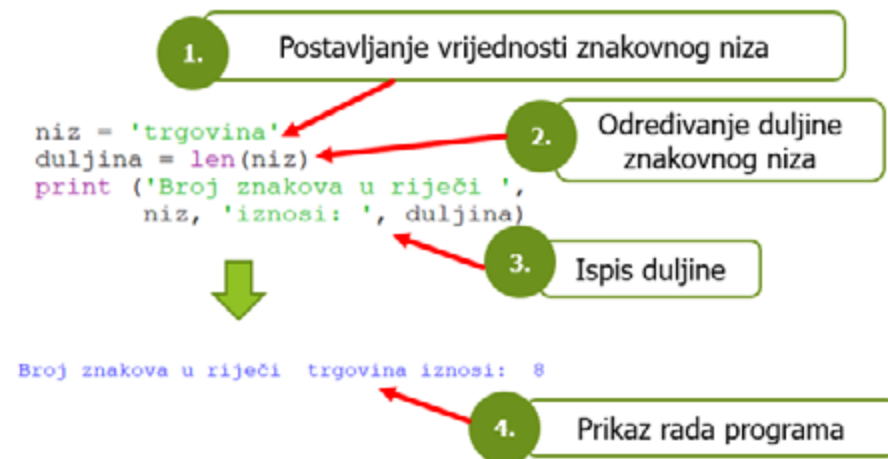 1. Postavljanje vrijednosti znakovnog niza
niz = 'trgovina'
duljina = len(niz)
print ('Broj znakova u riječi ',
niz, 'iznosi: ', duljina)
2. Određivanje duljine
znakovnog niza
3. Ispis duljine
Broj znakova u riječi  trgovina iznosi:  8
4. Prikaz rada programa